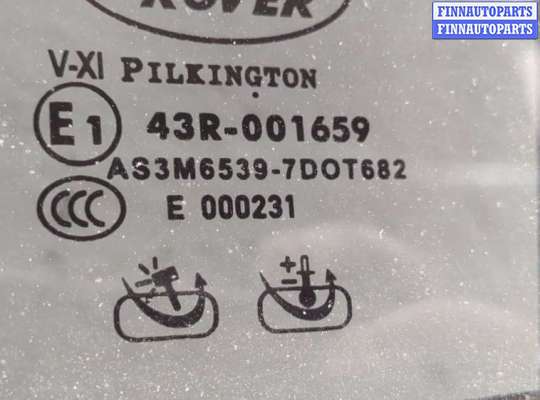 ROVER
FINNAUTOPARTS
FINNAUTOPARTS
V-XI PILKINGTON
E1 43R-001659
AS3M6539-7DOT682
CCC E 000231